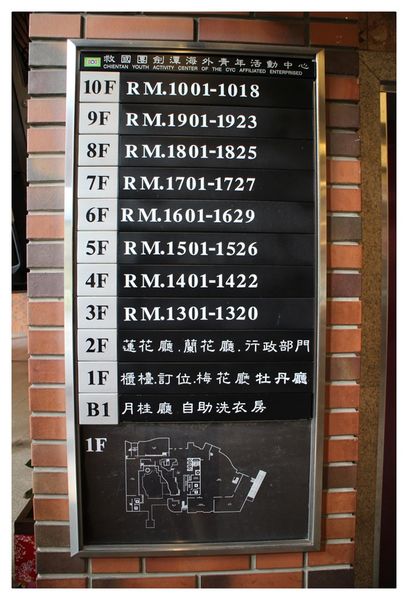 救國團劍潭海外青年活動中心
CHIENTAN YOUTH ACTIVITY CENTER OF THE CYC AFFILIATED ENTERPRISED
10F RM.1001-1018
9F RM.1901-1923
8F RM.1801-1825
7F RM.1701-1727
6F RM.1601-1629
5F RM.1501-1526
4F RM.1401-1422
3F RM.1301-1320
2F 蓮花廳.蘭花廳.行政部門
1F 櫃檯.訂位.梅花廳 牡丹廳
B1 月桂廳 自助洗衣房
1F